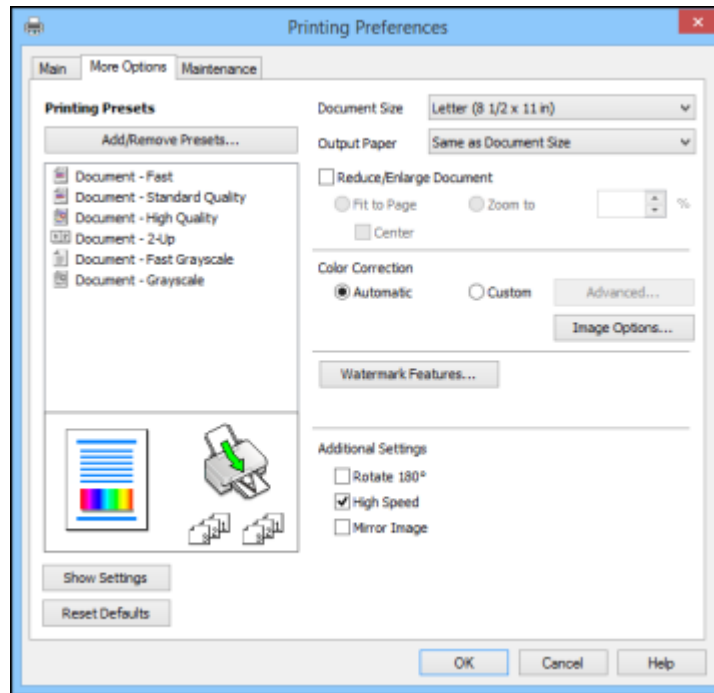 Printing Preferences
Main
More Options
Maintenance
Printing Presets
Add/Remove Presets...
Document - Fast
Document - Standard Quality
Document - High Quality
Document - 2-Up
Document - Fast Grayscale
Document - Grayscale
Show Settings
Reset Defaults
Document Size
Letter (8 1/2 x 11 in)
Output Paper
Same as Document Size
Reduce/Enlarge Document
Fit to Page
Zoom to
%
Center
Color Correction
Automatic
Custom
Advanced...
Image Options...
Watermark Features...
Additional Settings
Rotate 180°
High Speed
Mirror Image
OK
Cancel
Help